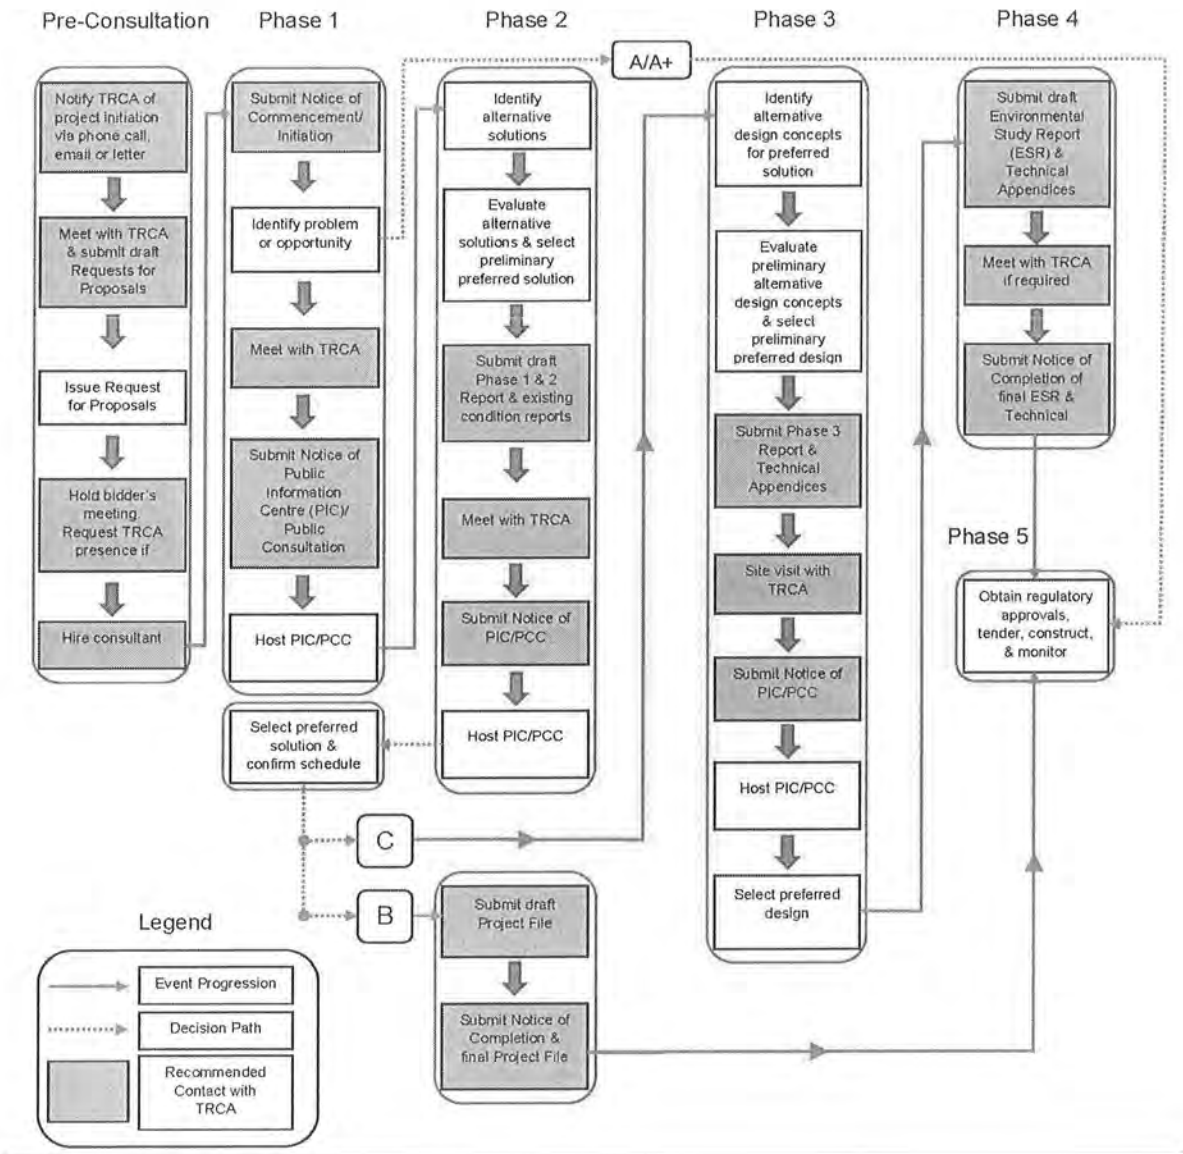 Pre-Consultation
Phase 1
Phase 2
Phase 3
Phase 4
Notify TRCA of
project Initiation
via phone call,
email or letter
Meet with TRCA
& submit draft
Requests for
Proposals
Issue Request
for Proposals
Hold bidder's
meeting.
Request TRCA
presence if
Hire consultant
Submit Notice of
Commencement/
Initiation
Identify problem
or opportunity
Meet with TRCA
Submit Notice of
Public
Information
Centre (PIC)/
Public
Consultation
Host PIC/PCC
Select preferred
solution &
confirm schedule
A/A+
Identify
alternative
solutions
Evaluate
alternative
solutions & select
preliminary
preferred solution
Submit draft
Phase 1 & 2
Report & existing
condition reports
Meet with TRCA
Submit Notice of
PIC/PCC
Host PIC/PCC
C
B
Submit draft
Project File
Submit Notice of
Completion &
final Project File
Identify
alternative
design concepts
for preferred
solution
Evaluate
preliminary
alternative
design concepts
& select
preliminary
preferred design
Submit Phase 3
Report &
Technical
Appendices
Site visit with
TRCA
Submit Notice of
PIC/PCC
Host PIC/PCC
Select preferred
design
Submit draft
Environmental
Study Report
(ESR) &
Technical
Appendices
Meet with TRCA
if required
Submit Notice of
Completion of
final ESR &
Technical
Phase 5
Obtain regulatory
approvals,
tender, construct,
& monitor
Legend
Event Progression
Decision Path
Recommended
Contact with
TRCA